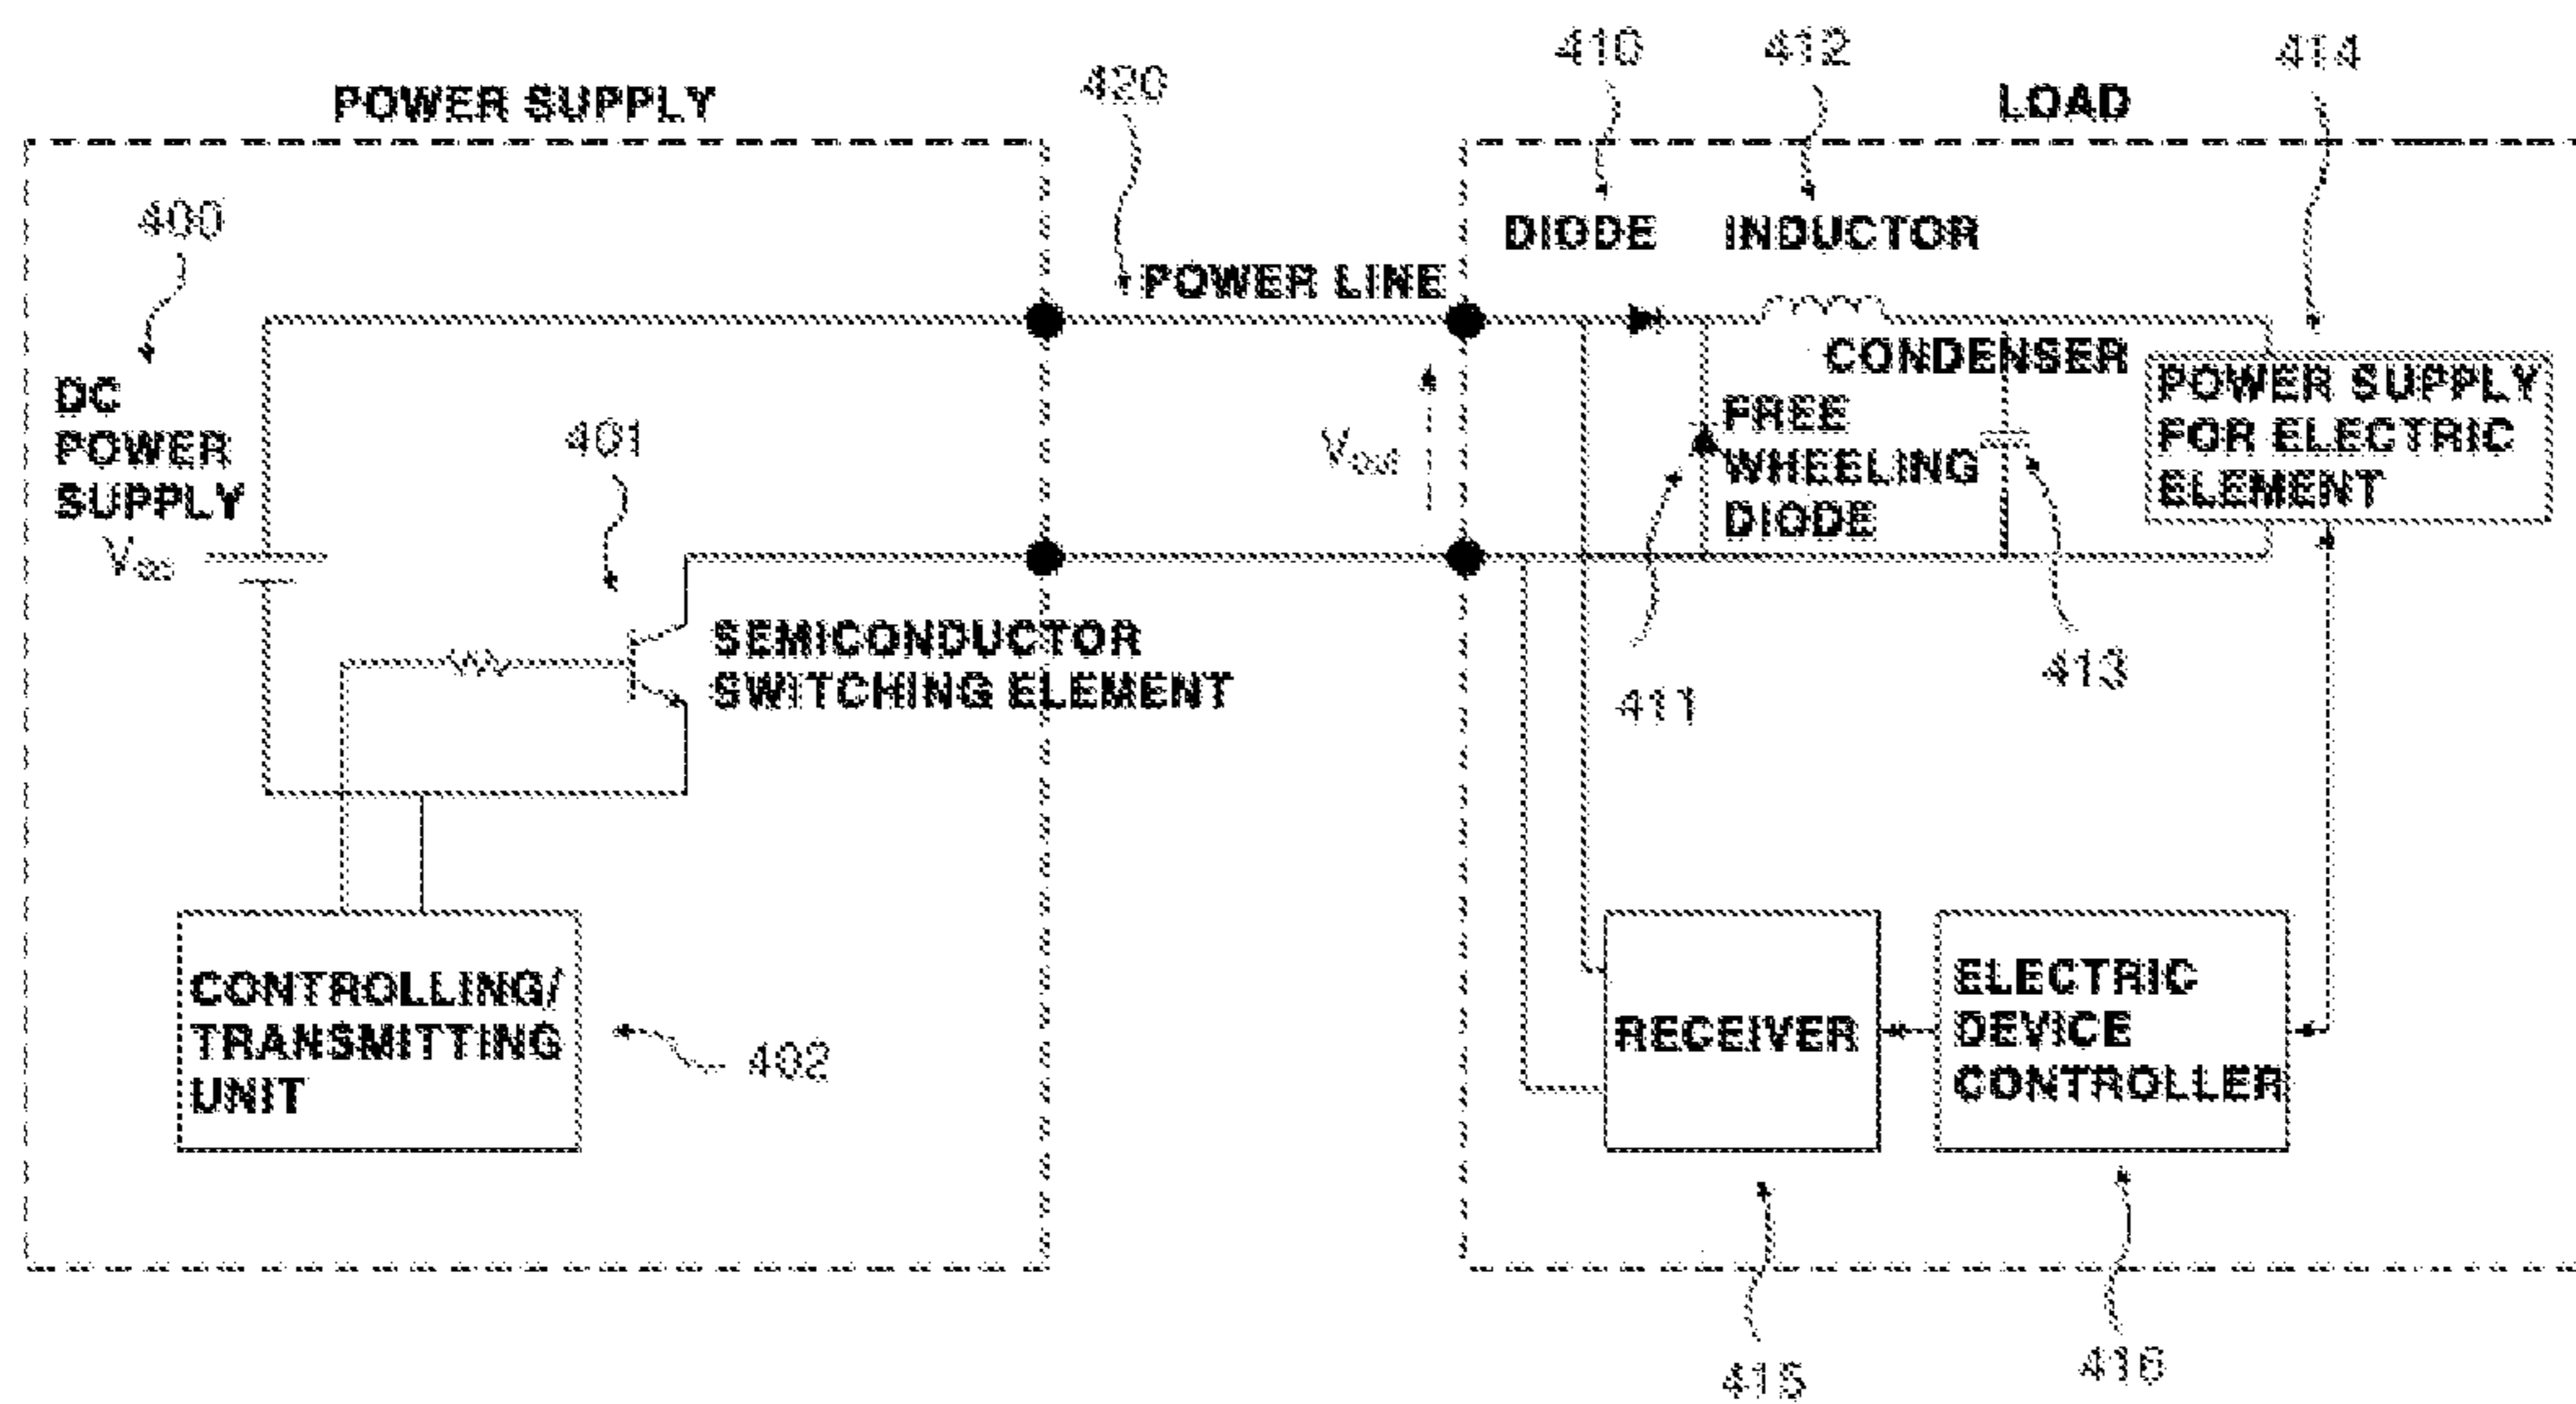 POWER SUPPLY
420
410
412
414
LOAD
400
DIODE
INDUCTOR
POWER LINE
DC
POWER
SUPPLY
401
Vout
CONDENSER
FREE
WHEELING
DIODE
POWER SUPPLY
FOR ELECTRIC
ELEMENT
SEMICONDUCTOR
SWITCHING ELEMENT
411
413
CONTROLLING/
TRANSMITTING
UNIT
402
RECEIVER
ELECTRIC
DEVICE
CONTROLLER
415
416